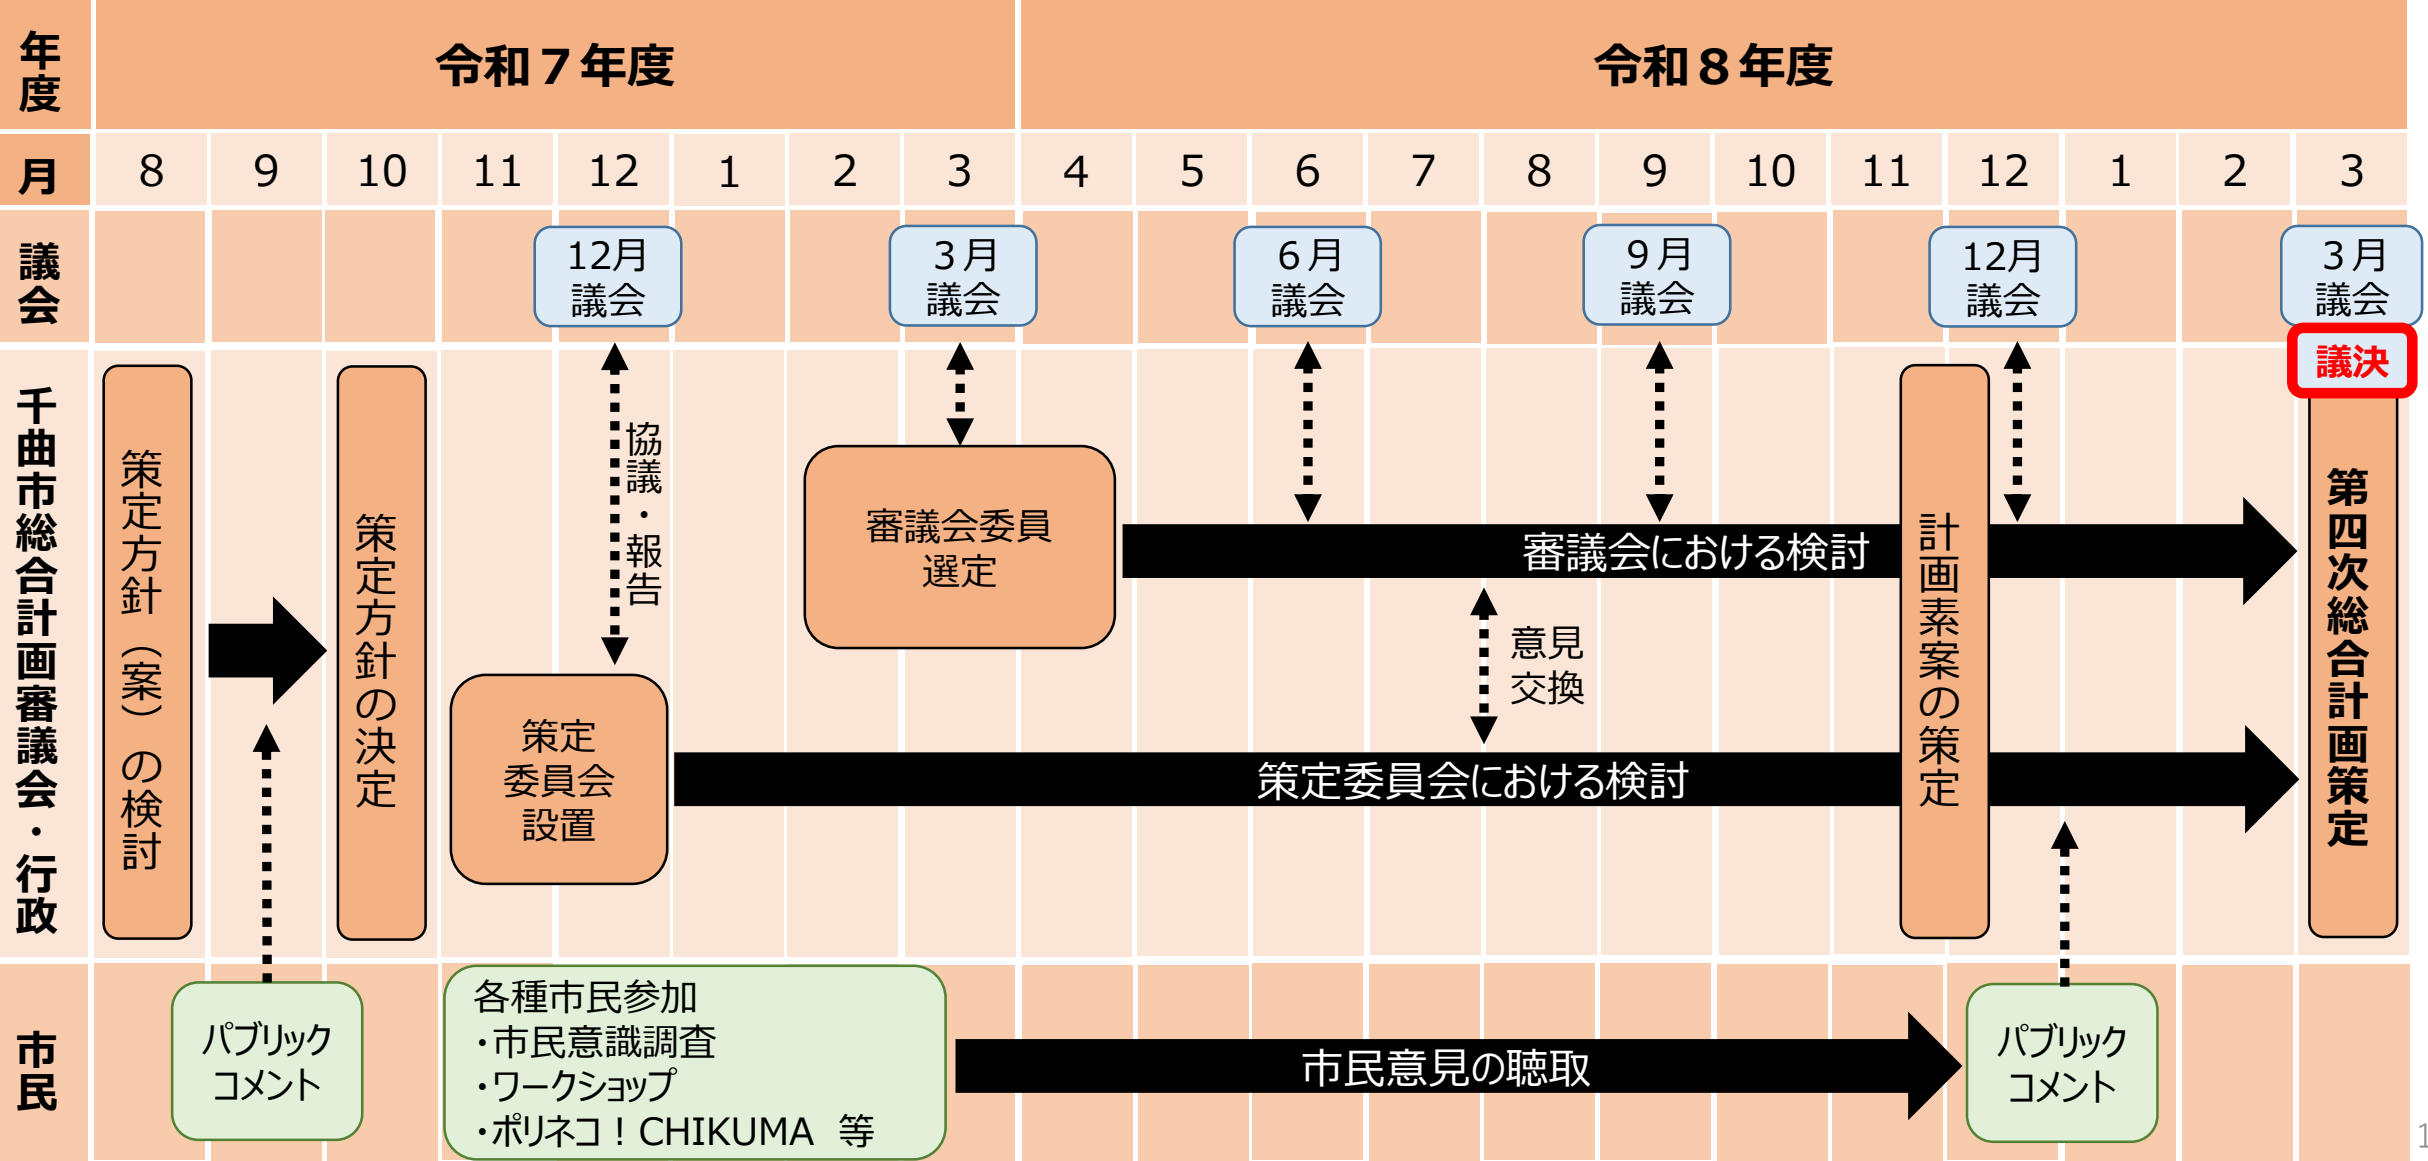 年度
令和７年度
令和８年度
月
8 9 10 11 12 1 2 3 4 5 6 7 8 9 10 11 12 1 2 3
議会
12月
議会
３月
議会
６月
議会
９月
議会
12月
議会
３月
議会
議決
千曲市総合計画審議会・行政
策定方針（案）の検討
策定方針の決定
協議・報告
策定
委員会
設置
審議会委員
選定
審議会における検討
意見
交換
策定委員会における検討
計画素案の策定
第四次総合計画策定
市民
パブリック
コメント
各種市民参加
・市民意識調査
・ワークショップ
・ポリネコ！CHIKUMA　等
市民意見の聴取
パブリック
コメント
1